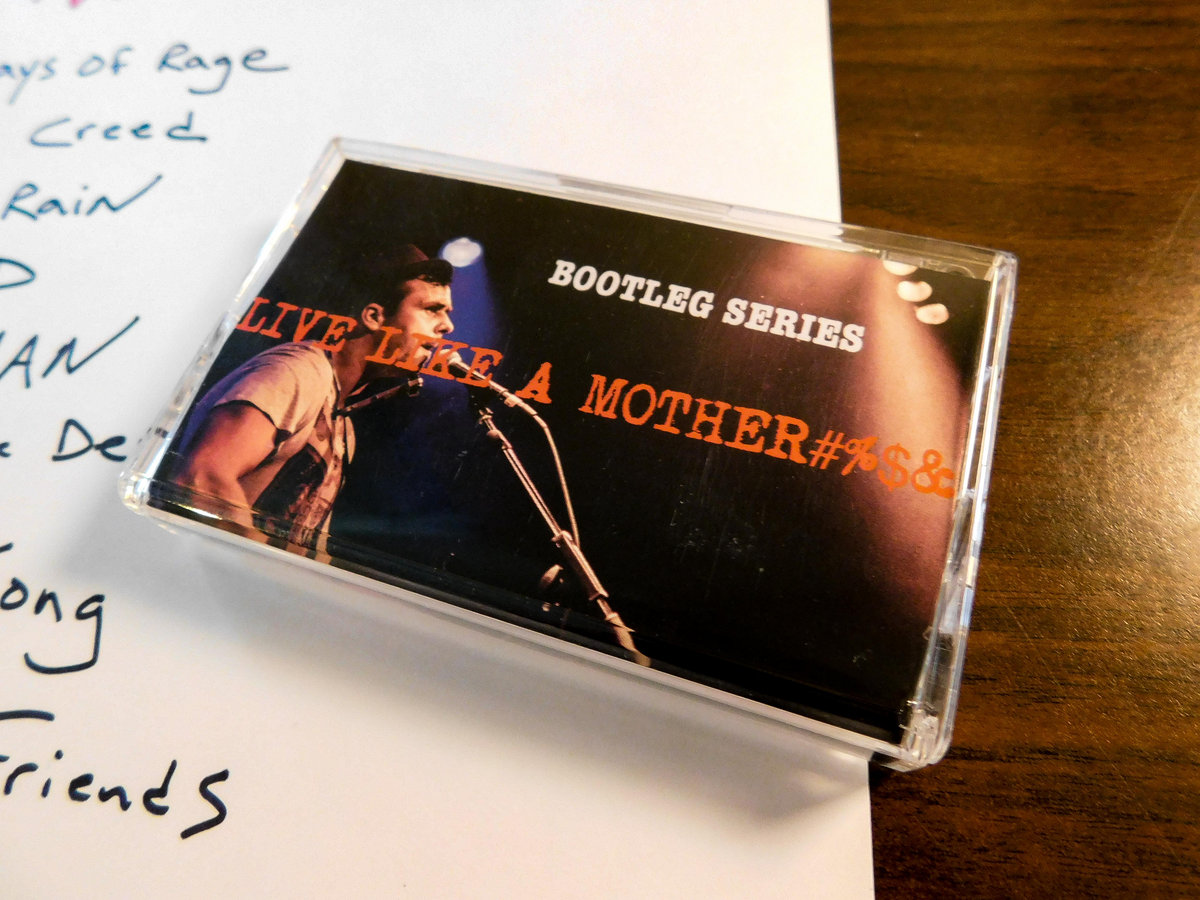 ays of Rage
Creed
Rain
BOOTLEG SERIES
LIVE LIKE A MOTHER#%$&
AN
De
ong
riends